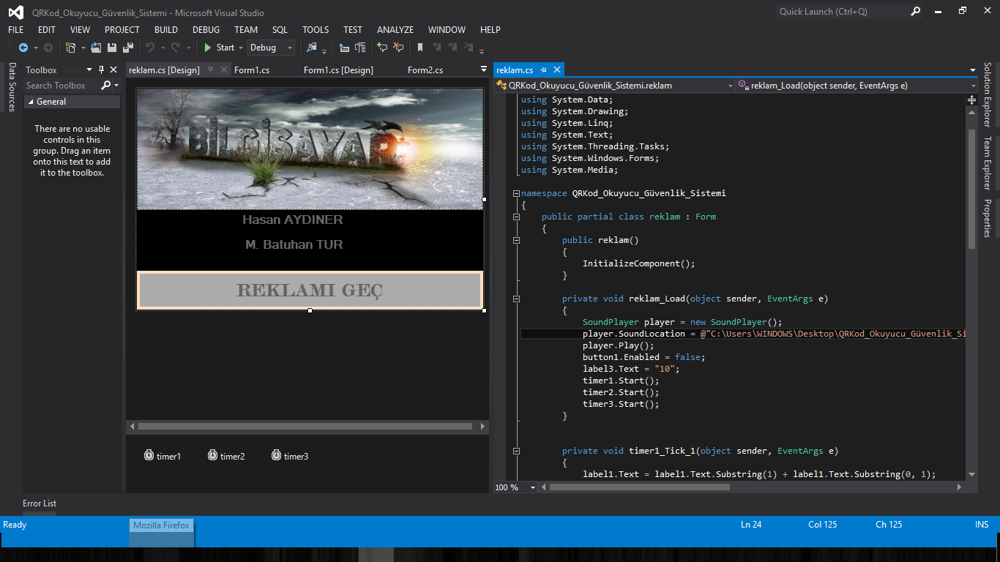 QRKod_Okuyucu_Güvenlik_Sistemi - Microsoft Visual Studio
Quick Launch (Ctrl+Q)
FILE EDIT VIEW PROJECT BUILD DEBUG TEAM SQL TOOLS TEST ANALYZE WINDOW HELP
Start Debug
Data Sources
Toolbox
Search Toolbox
General
There are no usable
controls in this
group. Drag an item
onto this text to add
it to the toolbox.
reklam.cs [Design] Form1.cs Form1.cs [Design] Form2.cs
BİLGİSAYAR
Hasan AYDINER
M. Batuhan TUR
REKLAMI GEÇ
timer1 timer2 timer3
reklam.cs
QRKod_Okuyucu_Güvenlik_Sistemi.reklam reklam_Load(object sender, EventArgs e)
using System.Data;
using System.Drawing;
using System.Linq;
using System.Text;
using System.Threading.Tasks;
using System.Windows.Forms;
using System.Media;
namespace QRKod_Okuyucu_Güvenlik_Sistemi
{
public partial class reklam : Form
{
public reklam()
{
InitializeComponent();
}
private void reklam_Load(object sender, EventArgs e)
{
SoundPlayer player = new SoundPlayer();
player.SoundLocation = @"C:\Users\WINDOWS\Desktop\QRKod_Okuyucu_Güvenlik_Si
player.Play();
button1.Enabled = false;
label3.Text = "10";
timer1.Start();
timer2.Start();
timer3.Start();
}
private void timer1_Tick_1(object sender, EventArgs e)
{
label1.Text = label1.Text.Substring(1) + label1.Text.Substring(0, 1);
100 %
Solution Explorer
Team Explorer
Properties
Error List
Ready
Mozilla Firefox
Ln 24 Col 125 Ch 125 INS